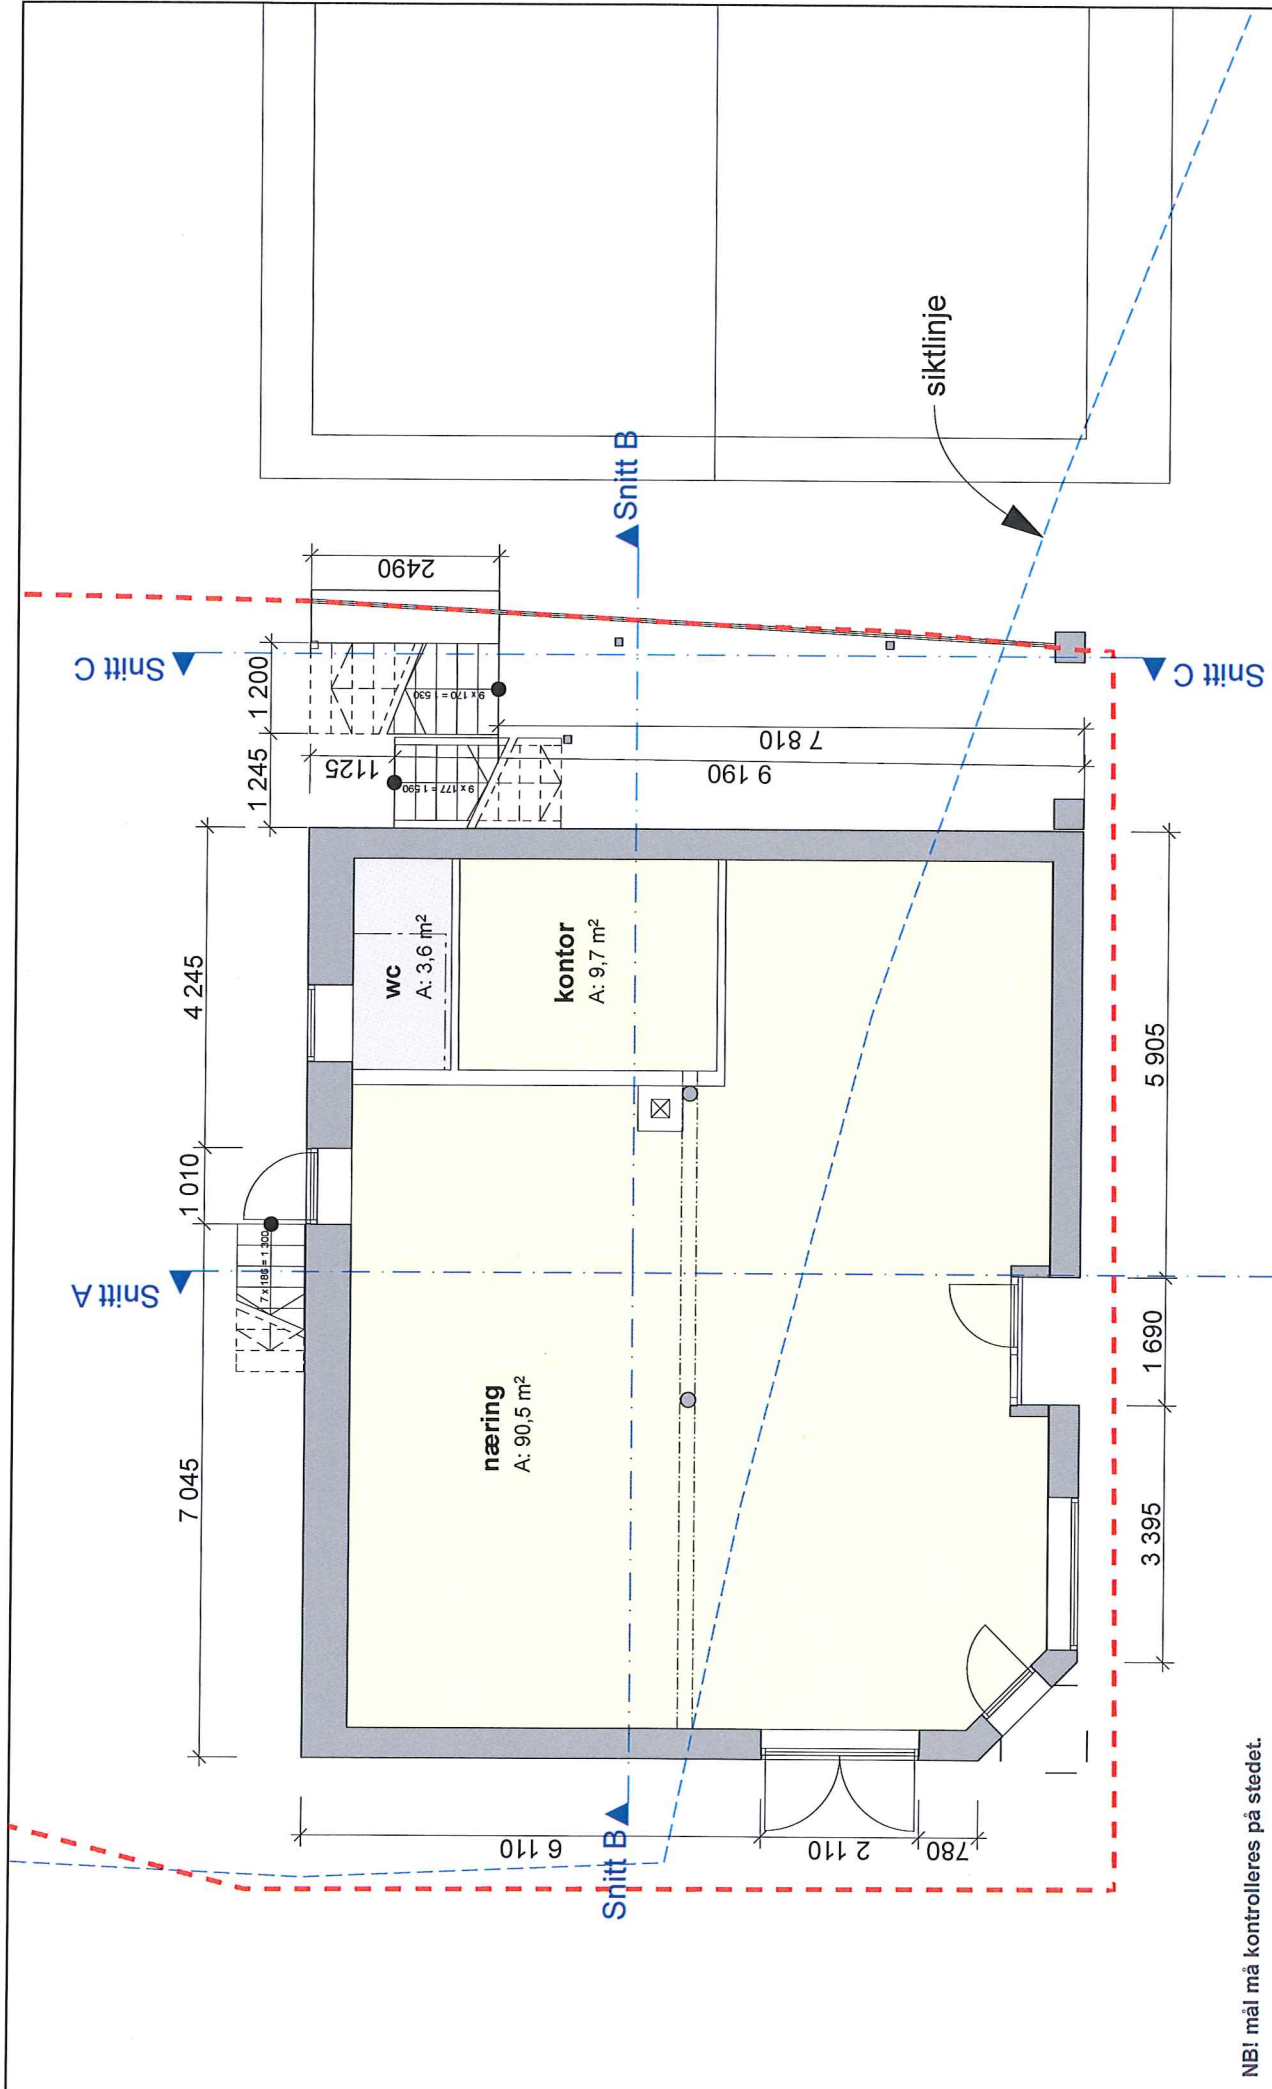 Snitt A
Snitt C
7 045
1 010
4 245
1 245
1 200
2490
7 x 186 = 1 300
9 x 177 = 1 590
9 x 170 = 1 530
1125
9 190
7 810
wc
A: 3,6 m²
kontor
A: 9,7 m²
næring
A: 90,5 m²
Snitt B
Snitt B
6 110
2 110
780
siktlinje
3 395
1 690
5 905
Snitt C
NB! mål må kontrolleres på stedet.